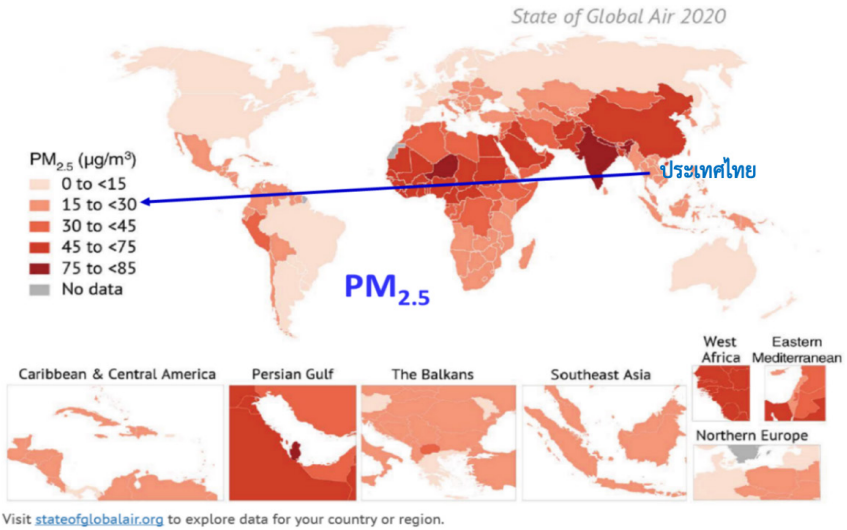 State of Global Air 2020
PM2.5 (µg/m³)
0 to <15
15 to <30
30 to <45
45 to <75
75 to <85
No data
ประเทศไทย
PM2.5
Caribbean & Central America
Persian Gulf
The Balkans
Southeast Asia
West
Africa
Eastern
Mediterranean
Northern Europe
Visit stateofglobalair.org to explore data for your country or region.